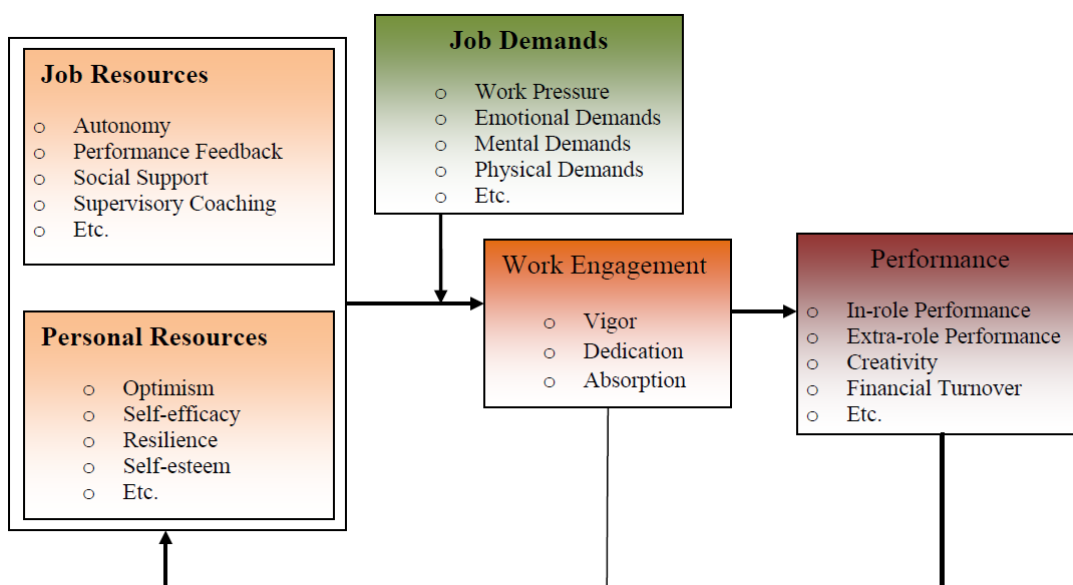 Job Resources
o Autonomy
o Performance Feedback
o Social Support
o Supervisory Coaching
o Etc.
Personal Resources
o Optimism
o Self-efficacy
o Resilience
o Self-esteem
o Etc.
Job Demands
o Work Pressure
o Emotional Demands
o Mental Demands
o Physical Demands
o Etc.
Work Engagement
o Vigor
o Dedication
o Absorption
Performance
o In-role Performance
o Extra-role Performance
o Creativity
o Financial Turnover
o Etc.